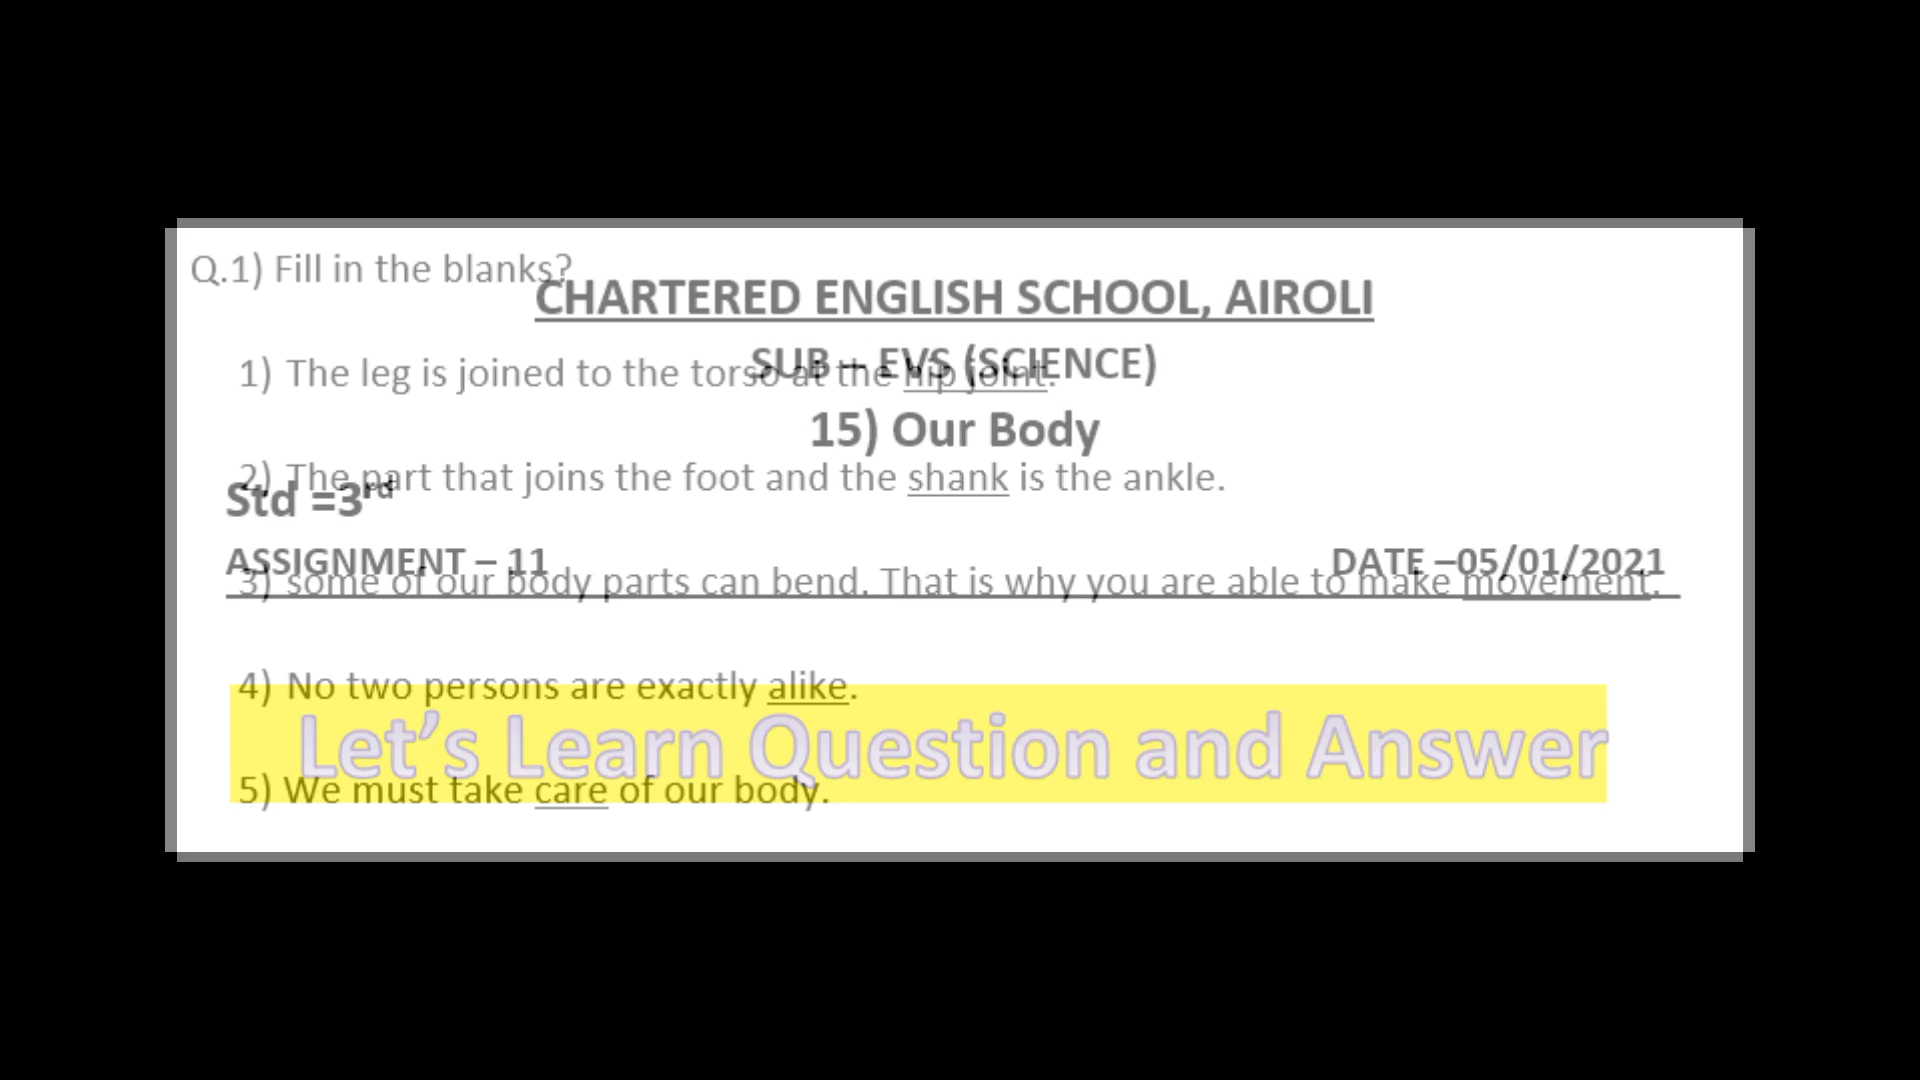 Q.1) Fill in the blanks?
CHARTERED ENGLISH SCHOOL, AIROLI
SUB – EVS (SCIENCE)
1) The leg is joined to the torso at the hip joint.
15) Our Body
2) The part that joins the foot and the shank is the ankle.
Std =3rd
ASSIGNMENT – 11 DATE –05/01/2021
3) some of our body parts can bend. That is why you are able to make movement.
4) No two persons are exactly alike.
Let’s Learn Question and Answer
5) We must take care of our body.